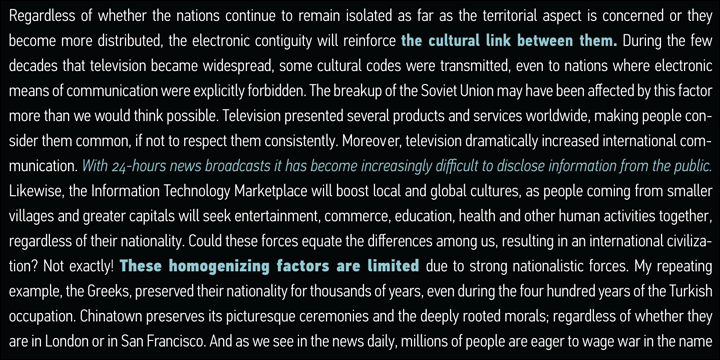 Regardless of whether the nations continue to remain isolated as far as the territorial aspect is concerned or they
become more distributed, the electronic contiguity will reinforce the cultural link between them. During the few
decades that television became widespread, some cultural codes were transmitted, even to nations where electronic
means of communication were explicitly forbidden. The breakup of the Soviet Union may have been affected by this factor
more than we would think possible. Television presented several products and services worldwide, making people con-
sider them common, if not to respect them consistently. Moreover, television dramatically increased international com-
munication. With 24-hours news broadcasts it has become increasingly difficult to disclose information from the public.
Likewise, the Information Technology Marketplace will boost local and global cultures, as people coming from smaller
villages and greater capitals will seek entertainment, commerce, education, health and other human activities together,
regardless of their nationality. Could these forces equate the differences among us, resulting in an international civiliza-
tion? Not exactly! These homogenizing factors are limited due to strong nationalistic forces. My repeating
example, the Greeks, preserved their nationality for thousands of years, even during the four hundred years of the Turkish
occupation. Chinatown preserves its picturesque ceremonies and the deeply rooted morals; regardless of whether they
are in London or in San Francisco. And as we see in the news daily, millions of people are eager to wage war in the name